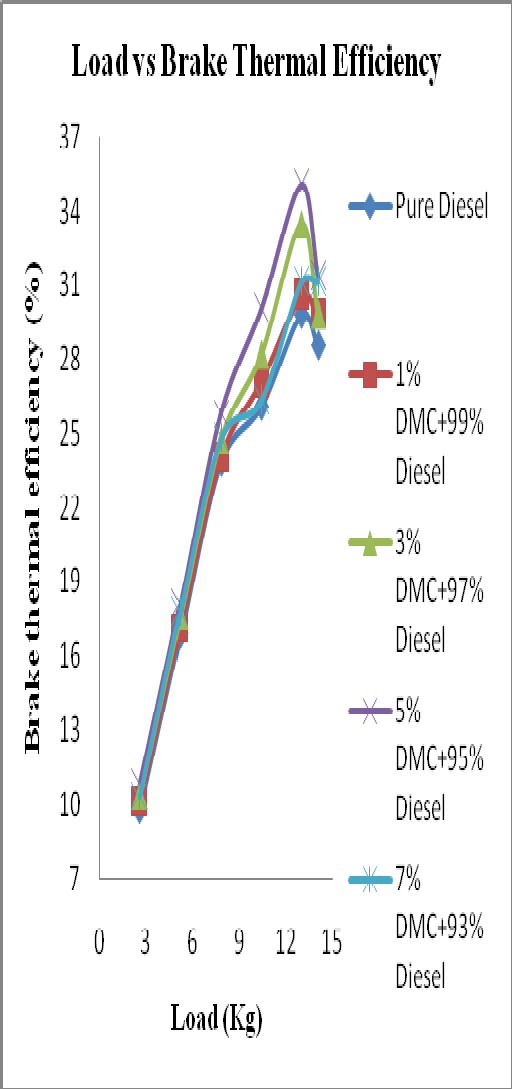 Load vs Brake Thermal Efficiency
37
34
31
28
25
22
19
16
13
10
7
Brake thermal efficiency (%)
0 3 6 9 12 15
Load (Kg)
Pure Diesel
1%
DMC+99%
Diesel
3%
DMC+97%
Diesel
5%
DMC+95%
Diesel
7%
DMC+93%
Diesel